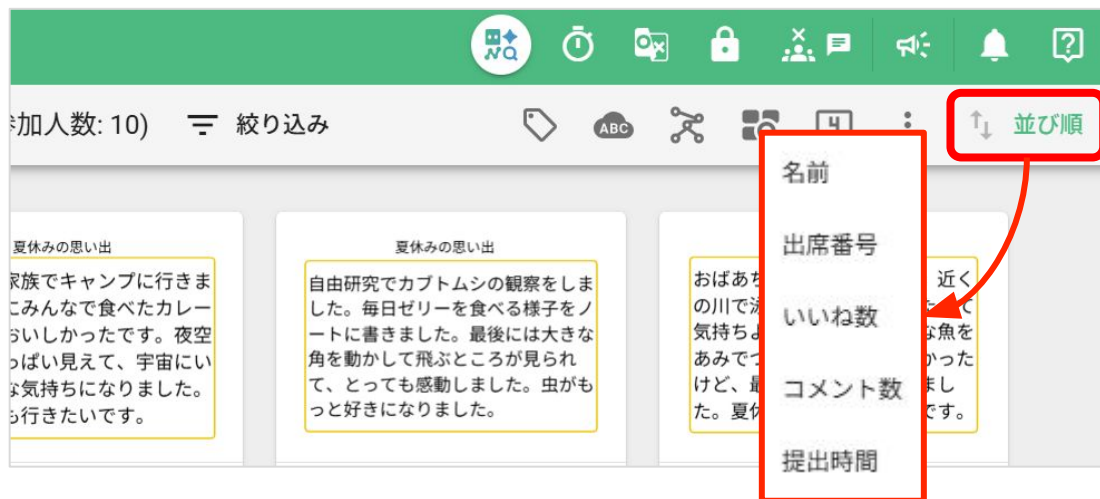 加人数: 10)
絞り込み
ABC
4
並び順
名前
出席番号
いいね数
コメント数
提出時間
夏休みの思い出
家族でキャンプに行きま
にみんなで食べたカレー
おいしかったです。夜空
っぱい見えて、宇宙にい
な気持ちになりました。
も行きたいです。
夏休みの思い出
自由研究でカブトムシの観察をしま
した。毎日ゼリーを食べる様子をノ
ートに書きました。最後には大きな
角を動かして飛ぶところが見られ
て、とっても感動しました。虫がも
っと好きになりました。
おばあち 近く
の川で泳 て
気持ちよ な魚を
あみでつ かった
けど、最 まし
た。夏休 です。